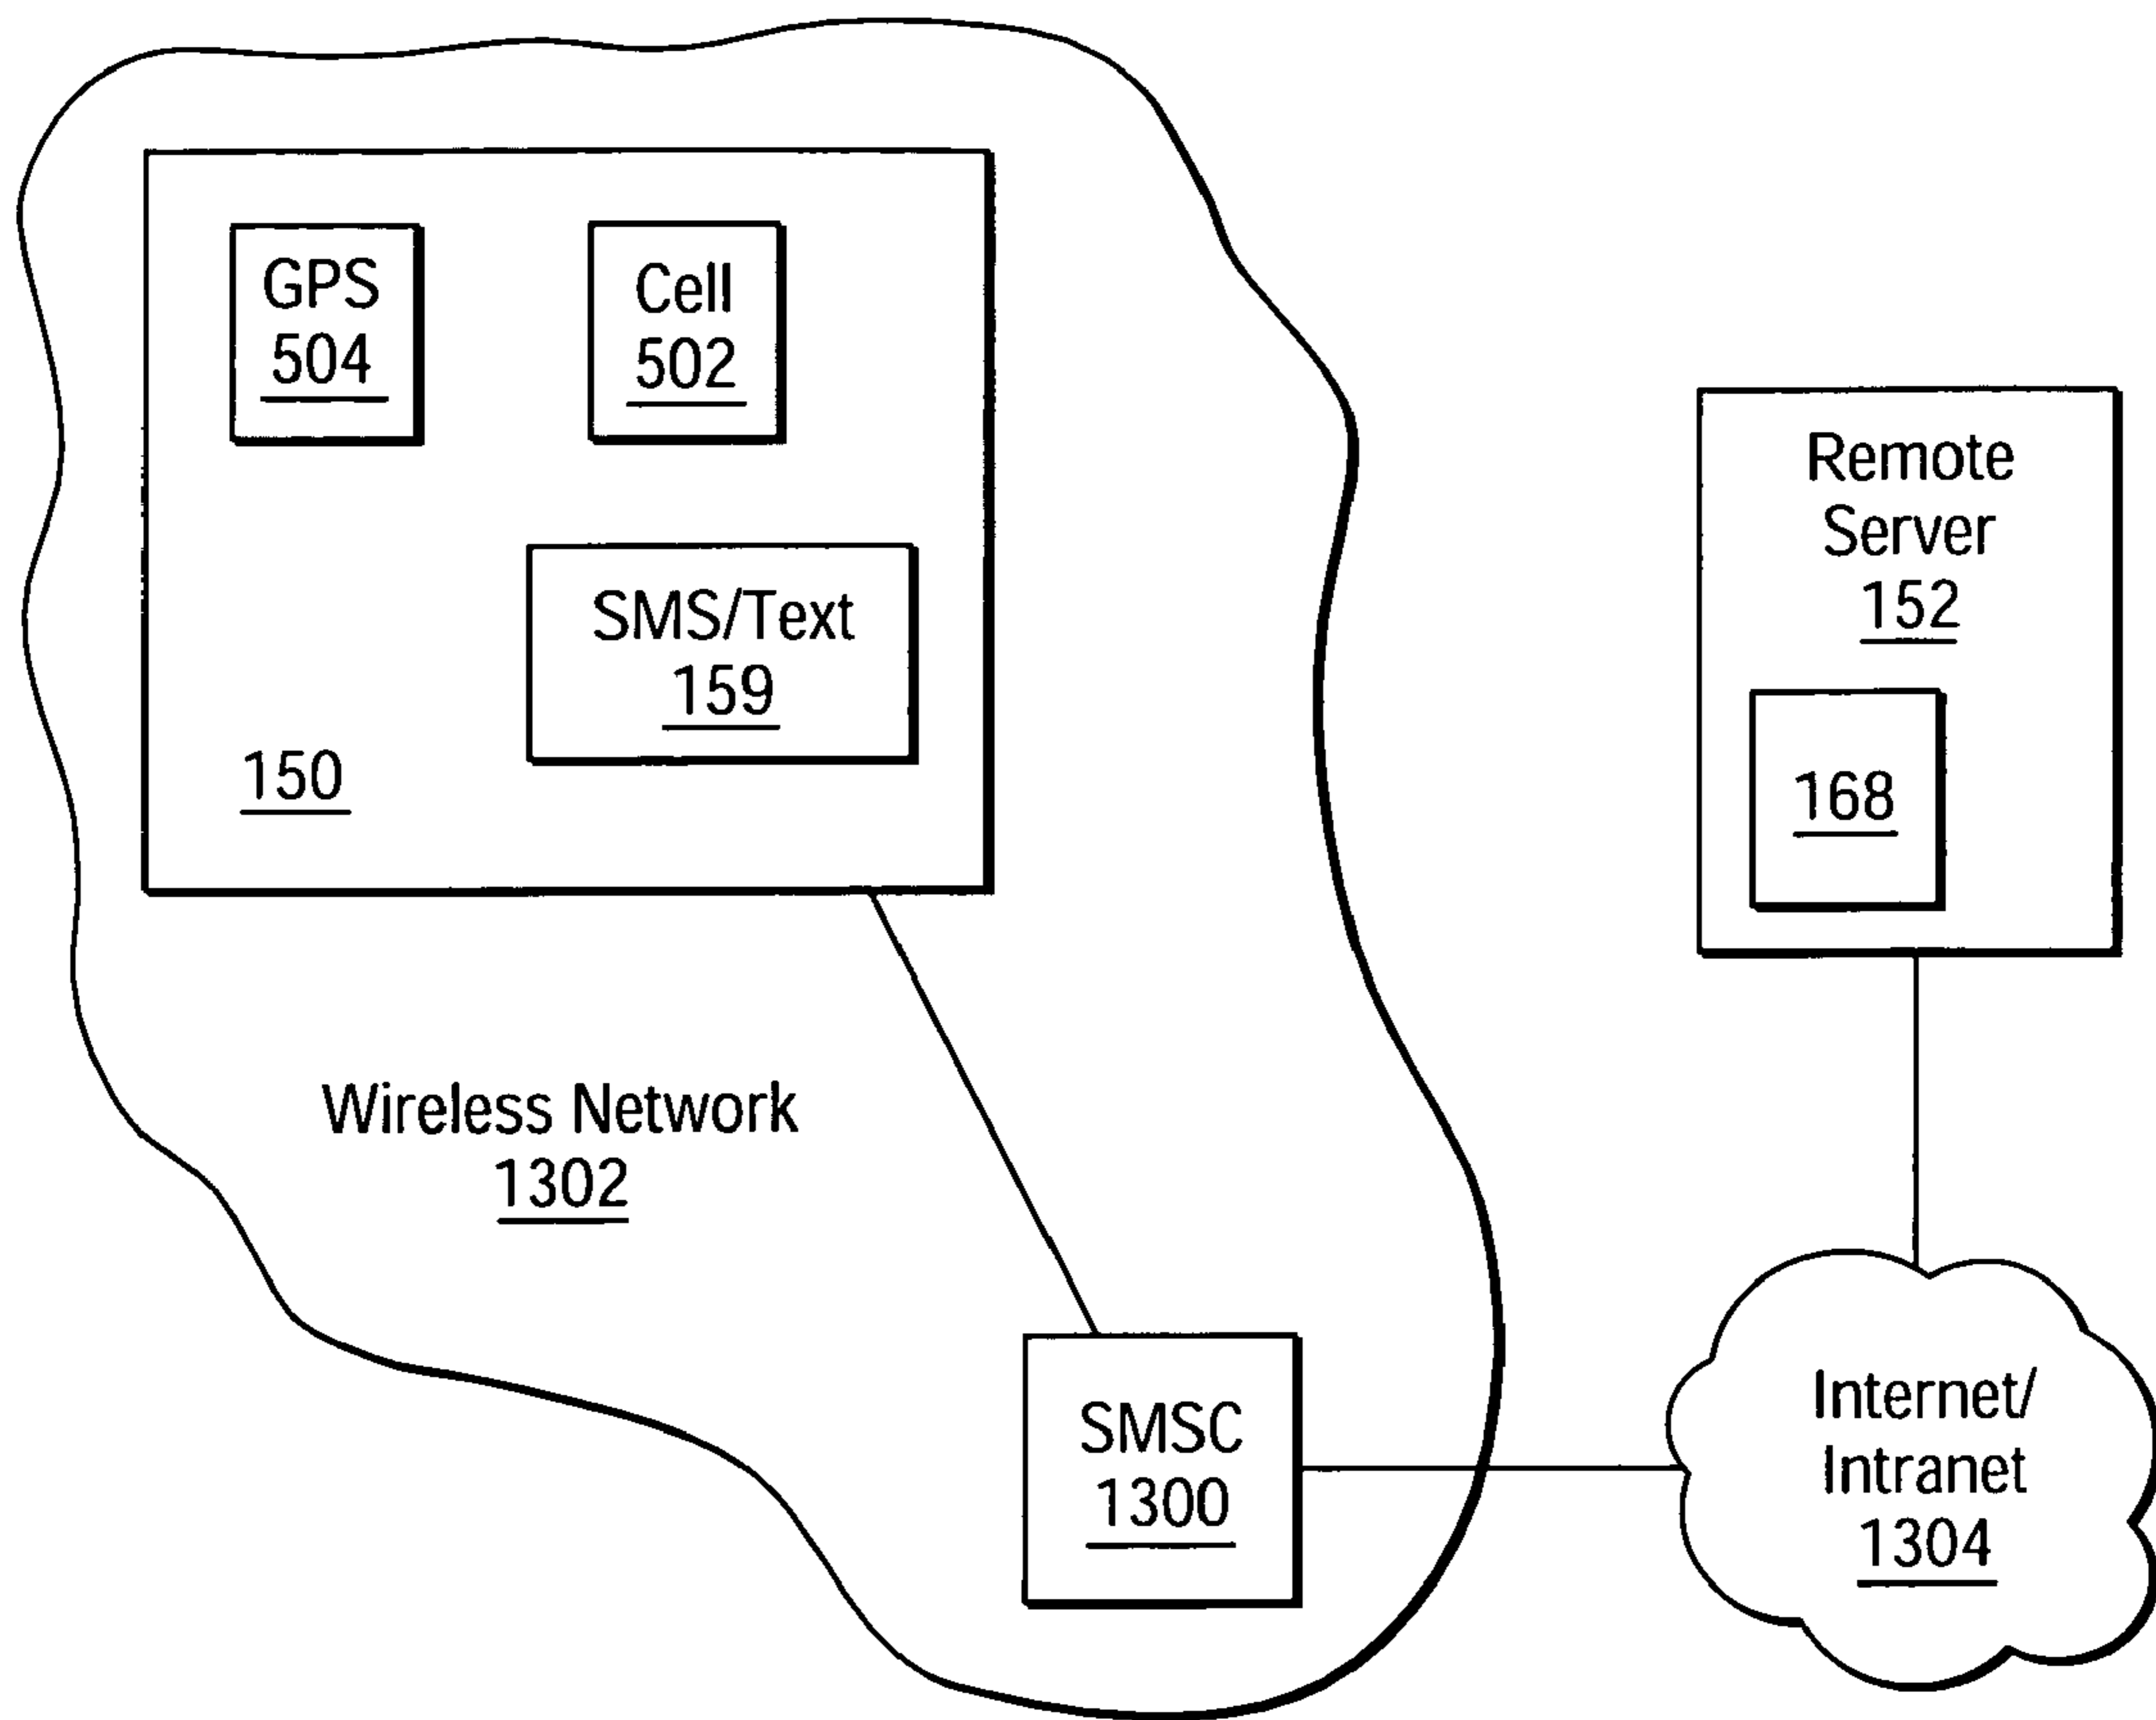 GPS
504
Cell
502
SMS/Text
159
150
Remote
Server
152
168
Wireless Network
1302
SMSC
1300
Internet/
Intranet
1304